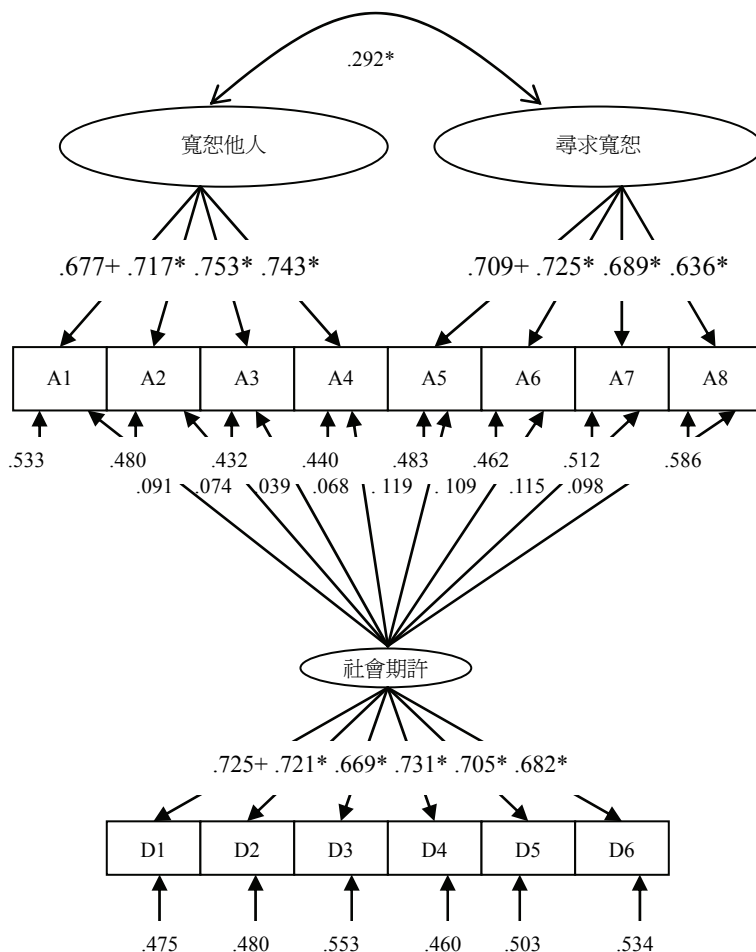 .292*
寬恕他人 尋求寬恕
.677+ .717* .753* .743* .709+ .725* .689* .636*
A1 A2 A3 A4 A5 A6 A7 A8
.533 .480 .432 .440 .483 .462 .512 .586
.091 .074 .039 .068 .119 .109 .115 .098
社會期許
.725+ .721* .669* .731* .705* .682*
D1 D2 D3 D4 D5 D6
.475 .480 .553 .460 .503 .534